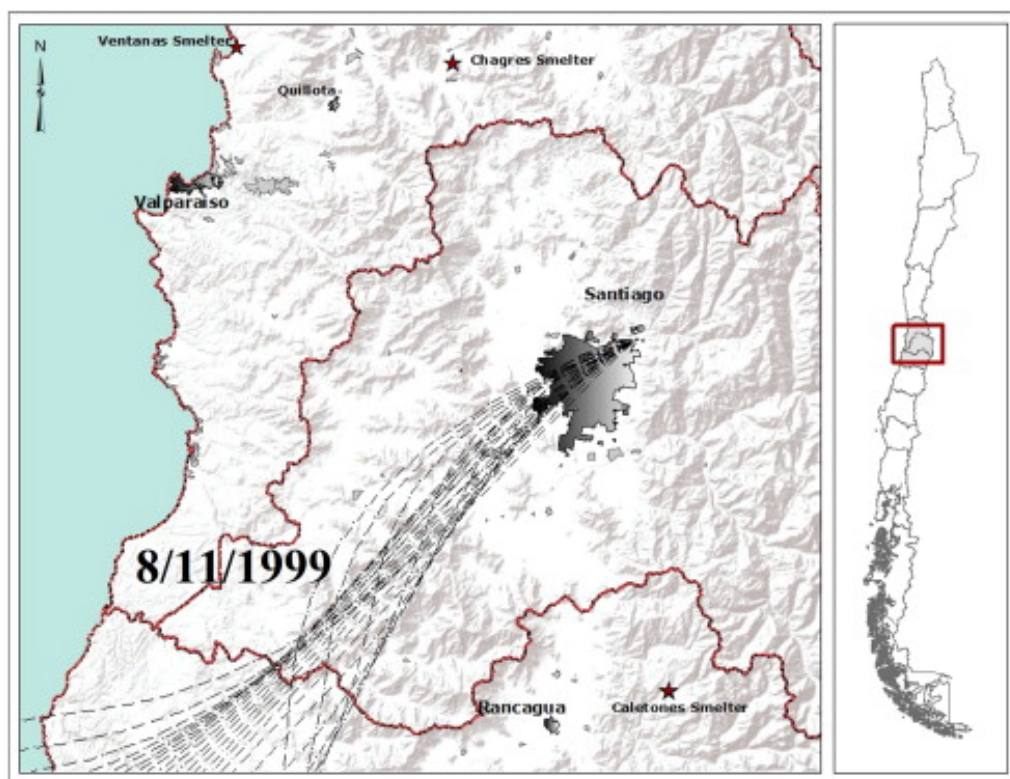 N
Ventanas Smelter
Chagres Smelter
Quillota
Valparaiso
Santiago
8/11/1999
Rancagua
Caletones Smelter